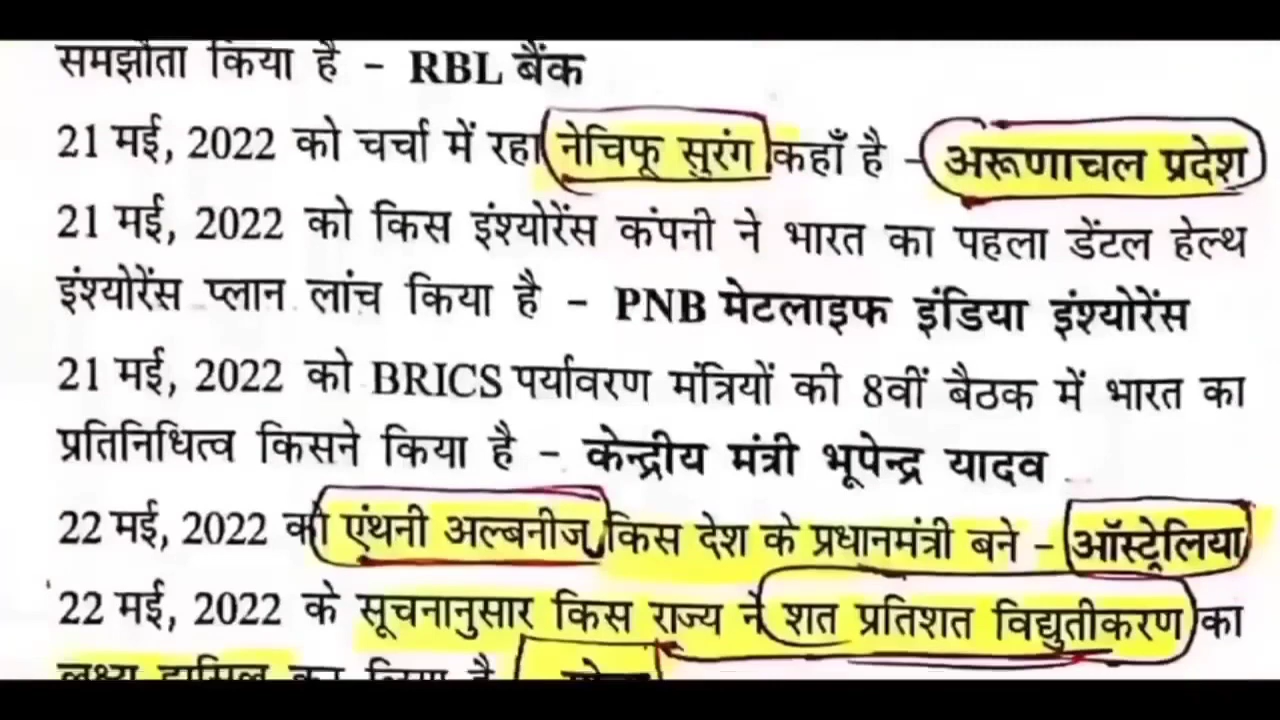 समझौता किया है - RBL बैंक
21 मई, 2022 को चर्चा में रहा नेचिफू सुरंग कहाँ है - अरूणाचल प्रदेश
21 मई, 2022 को किस इंश्योरेंस कंपनी ने भारत का पहला डेंटल हेल्थ
इंश्योरेंस प्लान लांच किया है - PNB मेटलाइफ इंडिया इंश्योरेंस
21 मई, 2022 को BRICS पर्यावरण मंत्रियों की 8वीं बैठक में भारत का
प्रतिनिधित्व किसने किया है - केन्द्रीय मंत्री भूपेन्द्र यादव
22 मई, 2022 को एंथनी अल्बनीज किस देश के प्रधानमंत्री बने - ऑस्ट्रेलिया
22 मई, 2022 के सूचनानुसार किस राज्य ने शत प्रतिशत विद्युतीकरण का
लक्ष्य हासिल कर लिया है